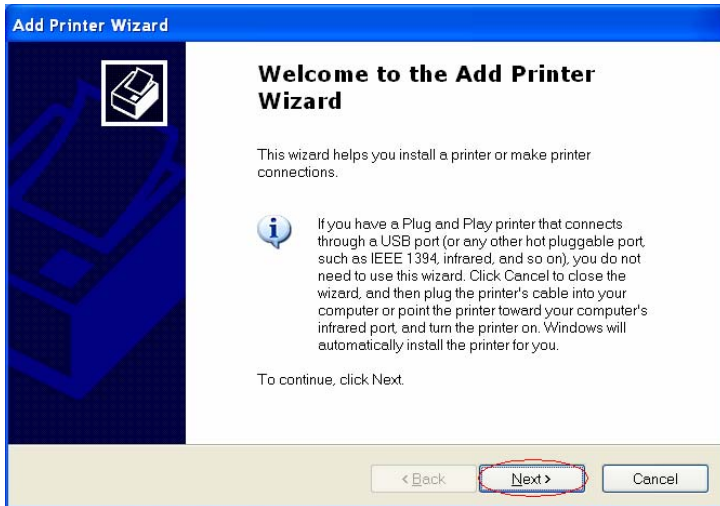 Add Printer Wizard
Welcome to the Add Printer
Wizard
This wizard helps you install a printer or make printer
connections.
If you have a Plug and Play printer that connects
through a USB port (or any other hot pluggable port,
such as IEEE 1394, infrared, and so on), you do not
need to use this wizard. Click Cancel to close the
wizard, and then plug the printer's cable into your
computer or point the printer toward your computer's
infrared port, and turn the printer on. Windows will
automatically install the printer for you.
To continue, click Next.
< Back Next > Cancel